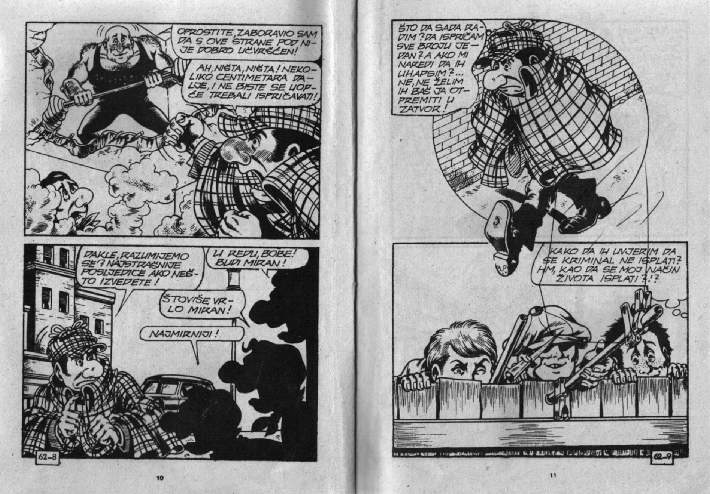 OPROSTITE, ZABORAVIO SAM
DA S OVE STRANE POD NI-
JE DOBRO UČVRŠĆEN!
AH, NIŠTA, NIŠTA! NEKO-
LIKO CENTIMETARA DA-
LJE, I NE BISTE SE UOP-
ĆE TREBALI ISPRIČAVATI!
DAKLE, RAZUMIJEMO
SE? NAJSTRAŠNIJE
POSLJEDICE AKO NEŠ-
TO IZVEDETE!
U REDU, BOBE!
BUDI MIRAN!
ŠTOVIŠE VR-
LO MIRAN!
NAJMIRNIJI!
62-8
10
ŠTO DA SADA RA-
DIM? DA ISPRIČAM
SVE BROJU JE-
DAN? A AKO MI
NAREDI DA IH
UHAPSIM?...
NE, NE ŽELIM
IH BAŠ JA OT-
PREMITI U
ZATVOR!
KAKO DA IH UVJERIM DA
SE KRIMINAL NE ISPLATI?
HM, KAO DA SE MOJ NAČIN
ŽIVOTA ISPLATI?!?
62-9
11